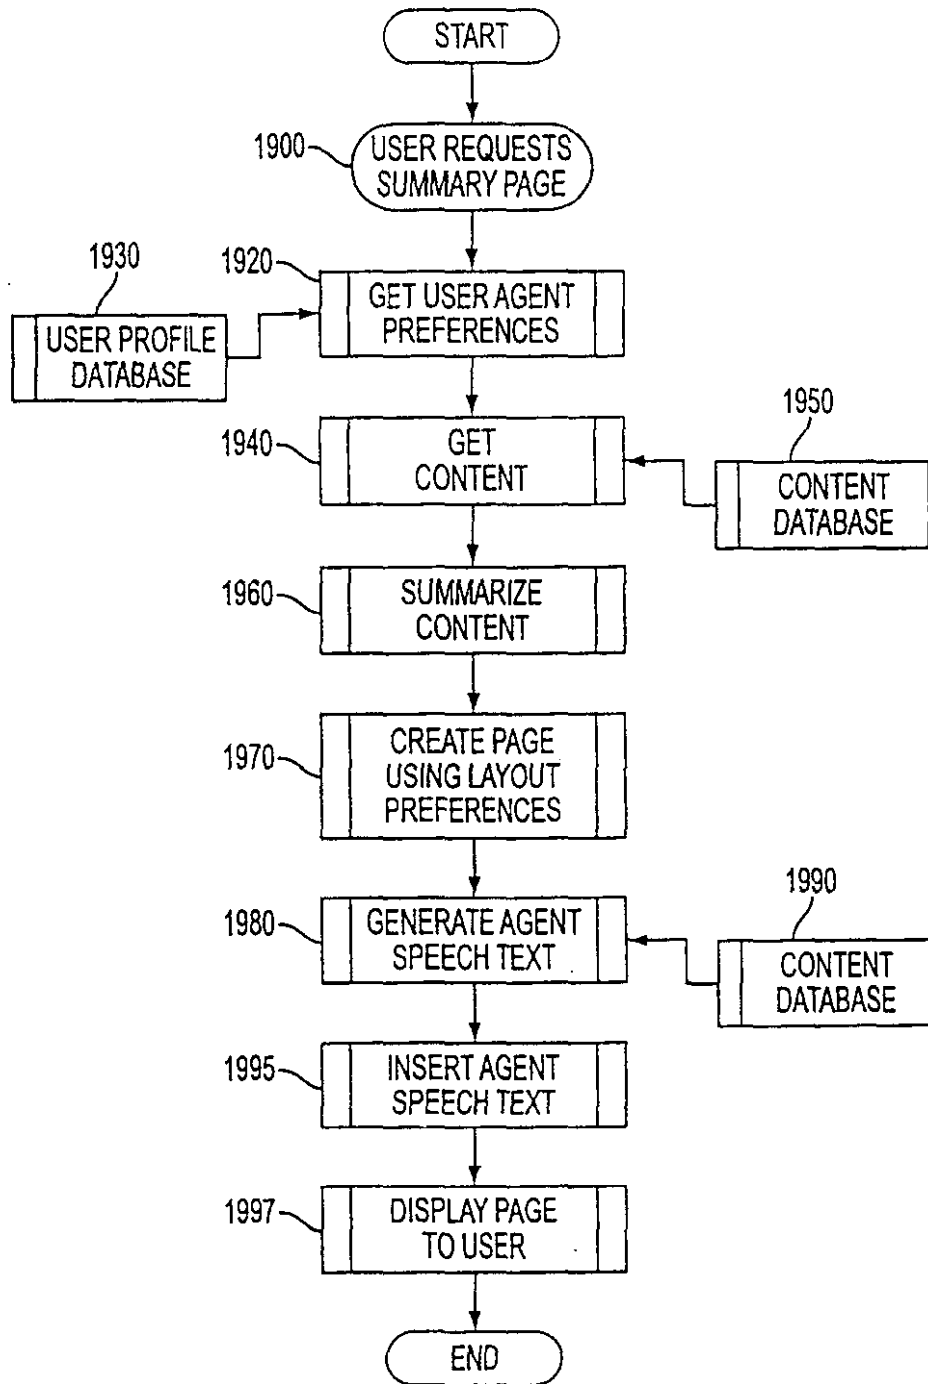 START
1900
USER REQUESTS
SUMMARY PAGE
1930
1920
GET USER AGENT
PREFERENCES
USER PROFILE
DATABASE
1940
GET
CONTENT
1950
CONTENT
DATABASE
1960
SUMMARIZE
CONTENT
1970
CREATE PAGE
USING LAYOUT
PREFERENCES
1980
GENERATE AGENT
SPEECH TEXT
1990
CONTENT
DATABASE
1995
INSERT AGENT
SPEECH TEXT
1997
DISPLAY PAGE
TO USER
END